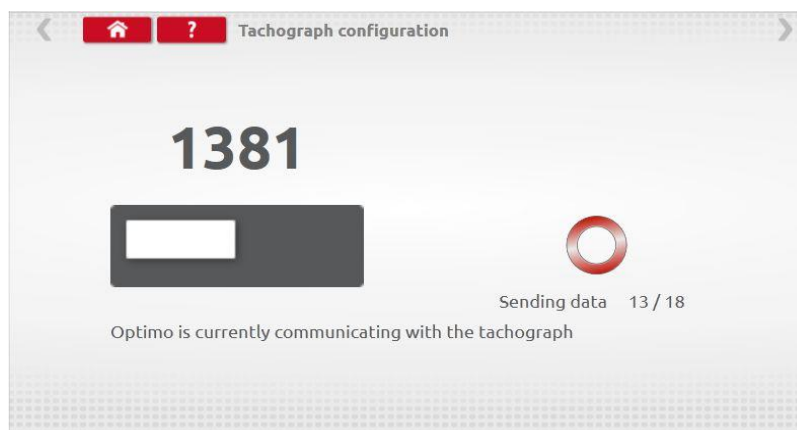 ? Tachograph configuration
1381
Sending data 13 / 18
Optimo is currently communicating with the tachograph